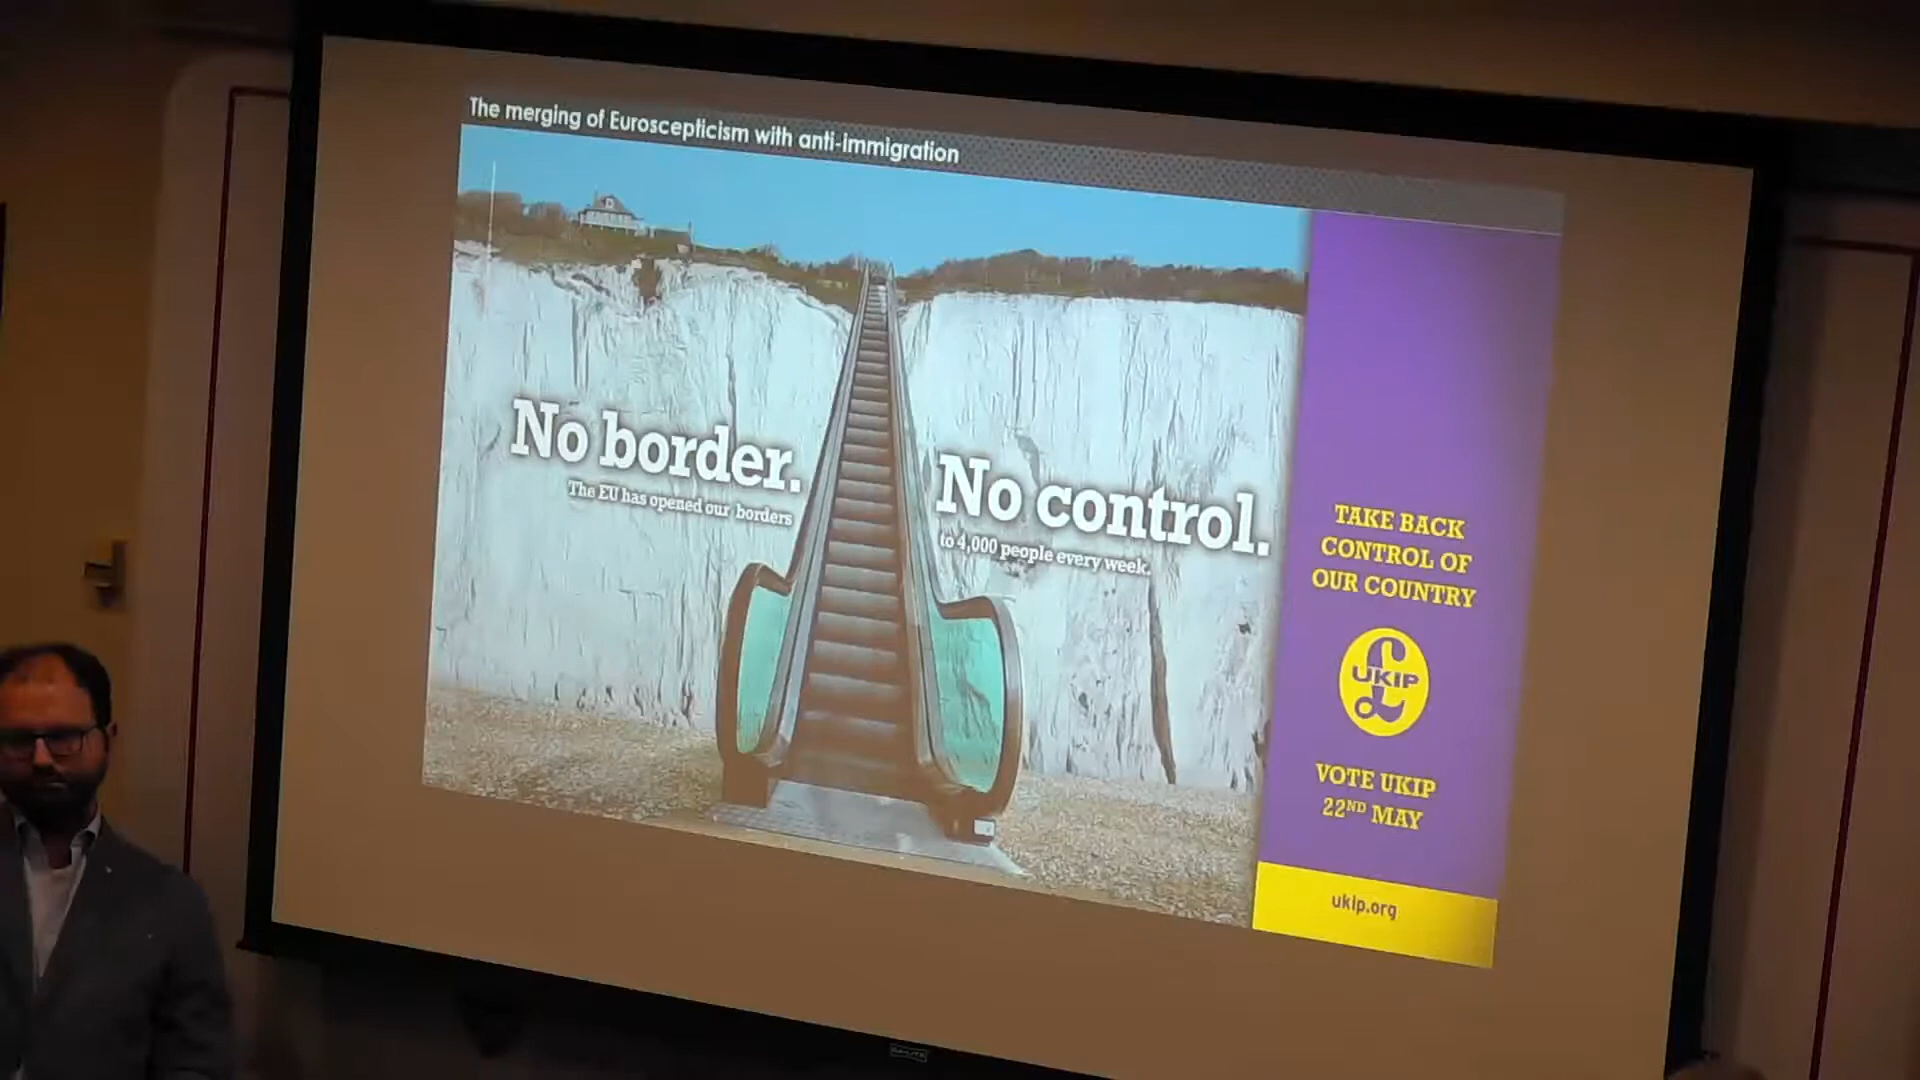 The merging of Euroscepticism with anti-immigration
No border.
The EU has opened our borders
No control.
to 4,000 people every week.
TAKE BACK
CONTROL OF
OUR COUNTRY
UKIP
VOTE UKIP
22ND MAY
ukip.org